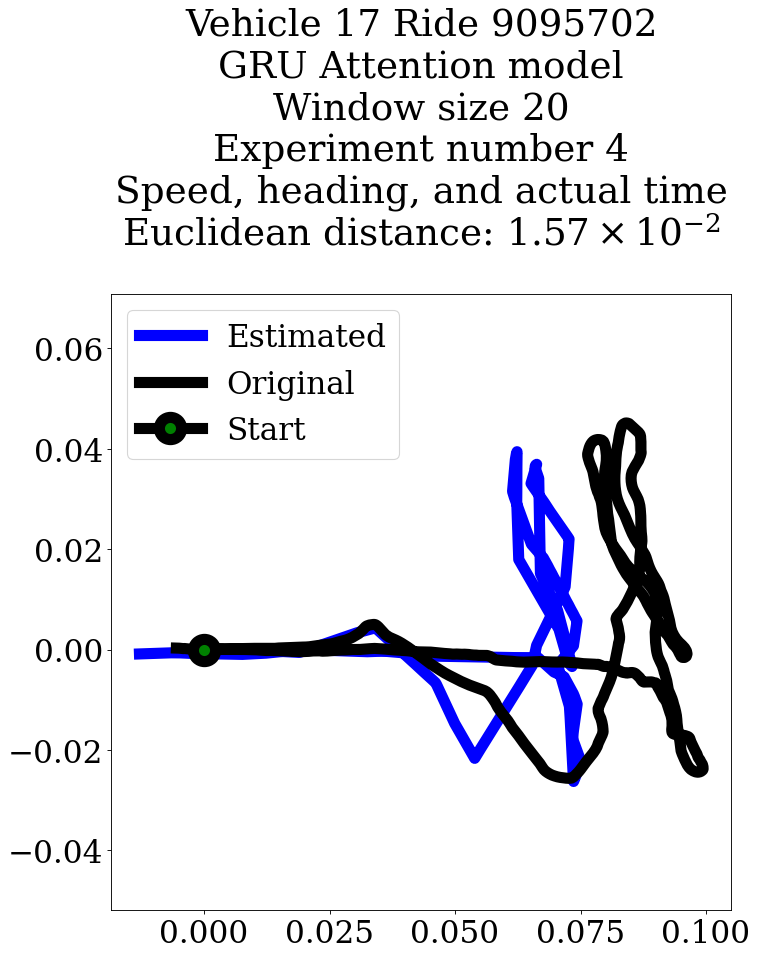 Vehicle 17 Ride 9095702
GRU Attention model
Window size 20
Experiment number 4
Speed, heading, and actual time
Euclidean distance: 1.57 × 10⁻²
Estimated
Original
Start
0.06
0.04
0.02
0.00
−0.02
−0.04
0.000 0.025 0.050 0.075 0.100